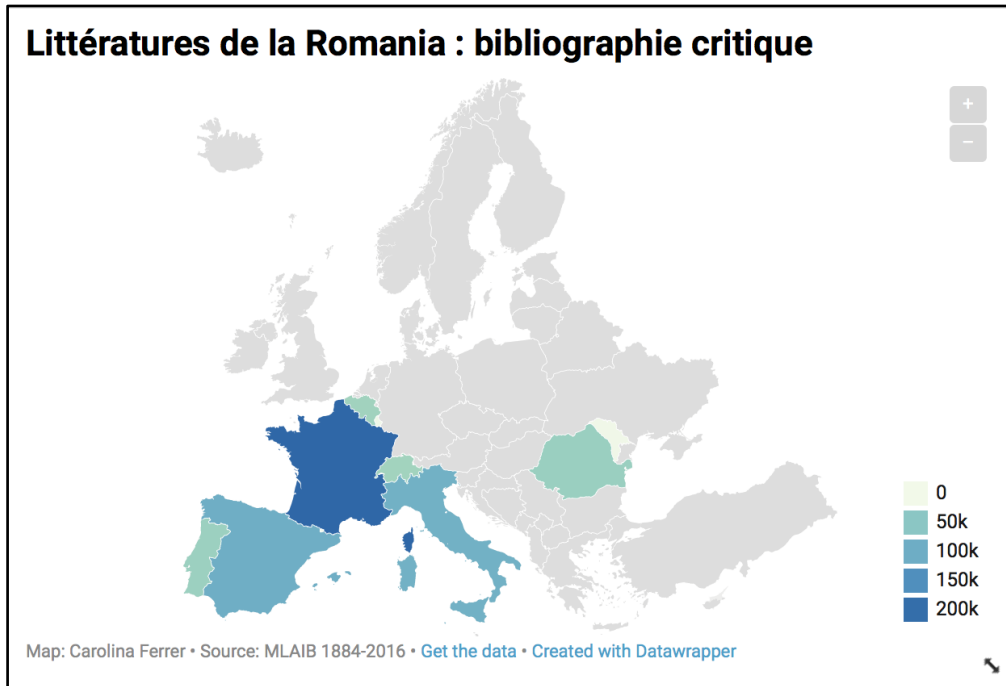 Littératures de la Romania : bibliographie critique
+
−
0
50k
100k
150k
200k
Map: Carolina Ferrer • Source: MLAIB 1884-2016 • Get the data • Created with Datawrapper